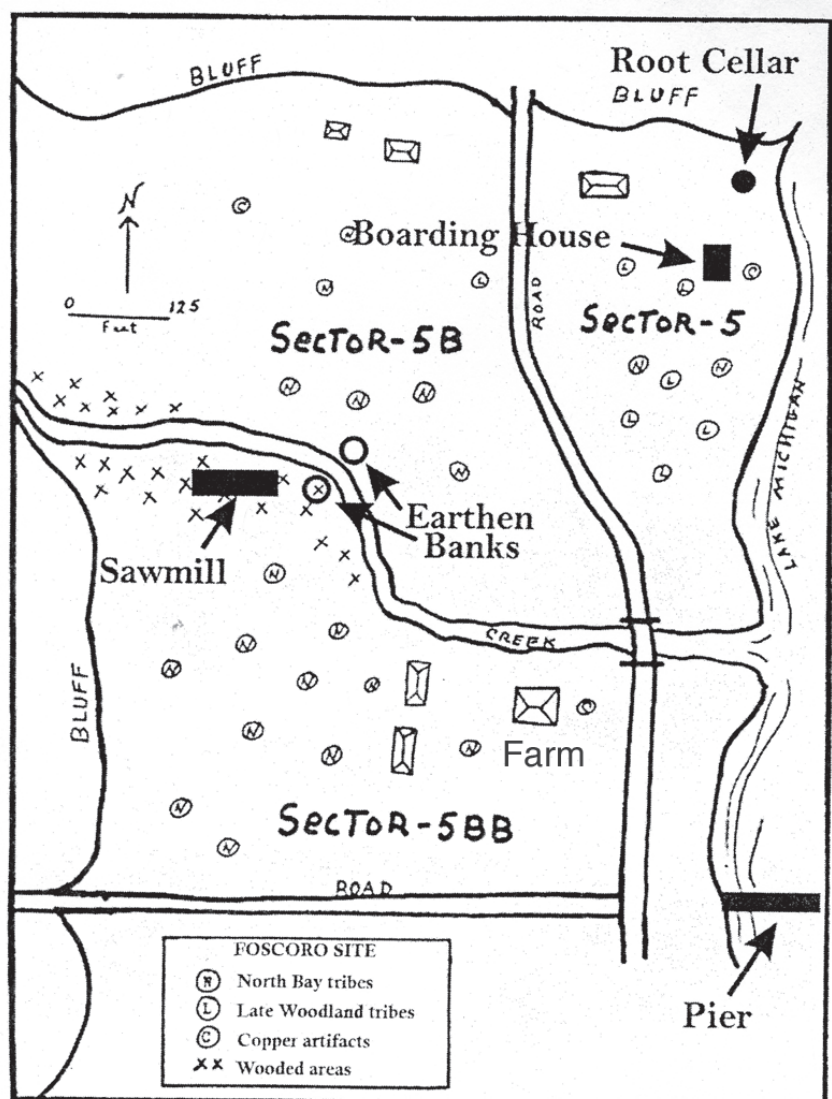 BLUFF
Root Cellar
BLUFF
N
0 125
Feet
Boarding House
ROAD
SECTOR-5B
SECTOR-5
LAKE MICHIGAN
Earthen
Banks
Sawmill
CREEK
BLUFF
Farm
SECTOR-5BB
ROAD
Pier
FOSCORO SITE
N North Bay tribes
L Late Woodland tribes
C Copper artifacts
XX Wooded areas